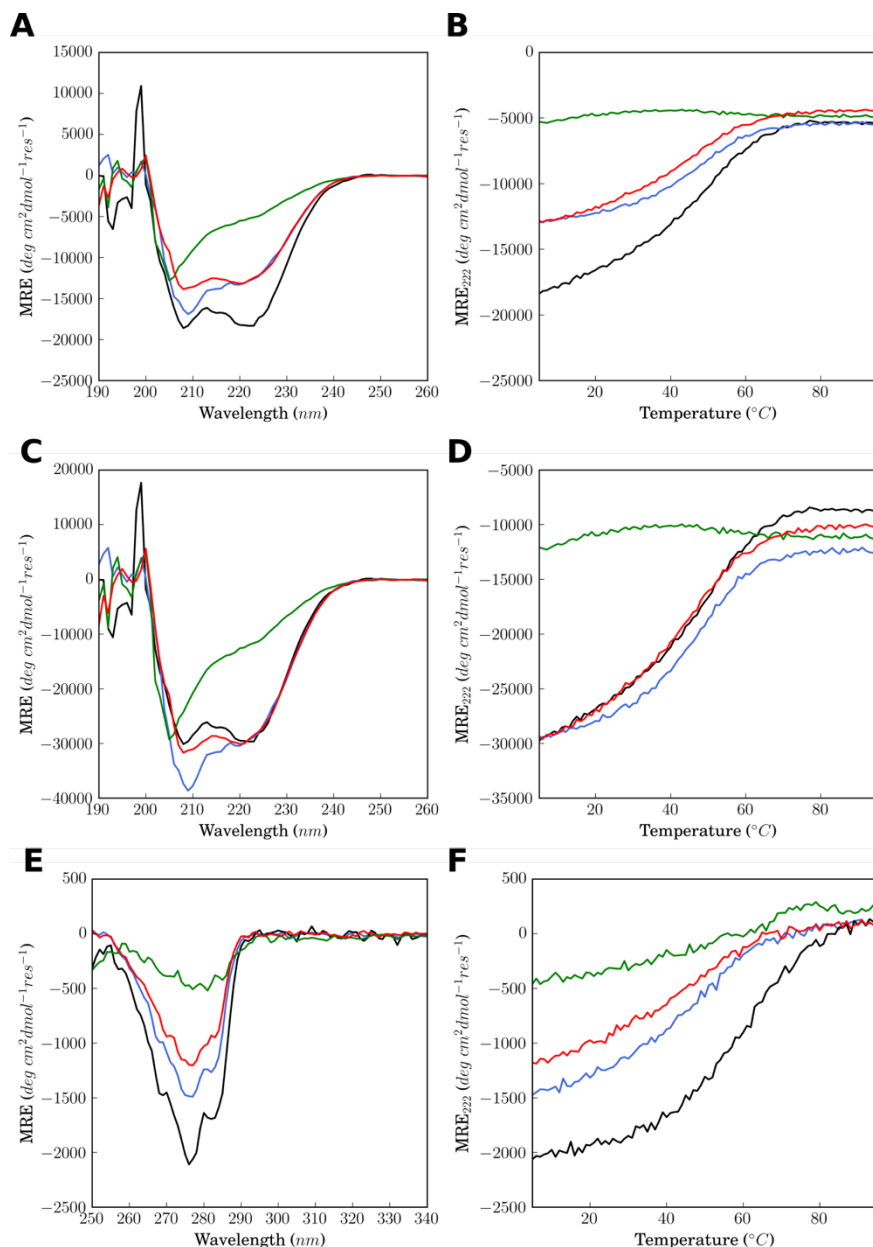 A
B
15000
10000
5000
0
−5000
−10000
−15000
−20000
−25000
MRE (deg cm²dmol⁻¹res⁻¹)
190 200 210 220 230 240 250 260
Wavelength (nm)
0
−5000
−10000
−15000
−20000
−25000
MRE₂₂₂ (deg cm²dmol⁻¹res⁻¹)
20 40 60 80
Temperature (°C)
C
D
20000
10000
0
−10000
−20000
−30000
−40000
MRE (deg cm²dmol⁻¹res⁻¹)
190 200 210 220 230 240 250 260
Wavelength (nm)
−5000
−10000
−15000
−20000
−25000
−30000
−35000
MRE₂₂₂ (deg cm²dmol⁻¹res⁻¹)
20 40 60 80
Temperature (°C)
E
F
500
0
−500
−1000
−1500
−2000
−2500
MRE (deg cm²dmol⁻¹res⁻¹)
250 260 270 280 290 300 310 320 330 340
Wavelength (nm)
500
0
−500
−1000
−1500
−2000
−2500
MRE₂₂₂ (deg cm²dmol⁻¹res⁻¹)
20 40 60 80
Temperature (°C)